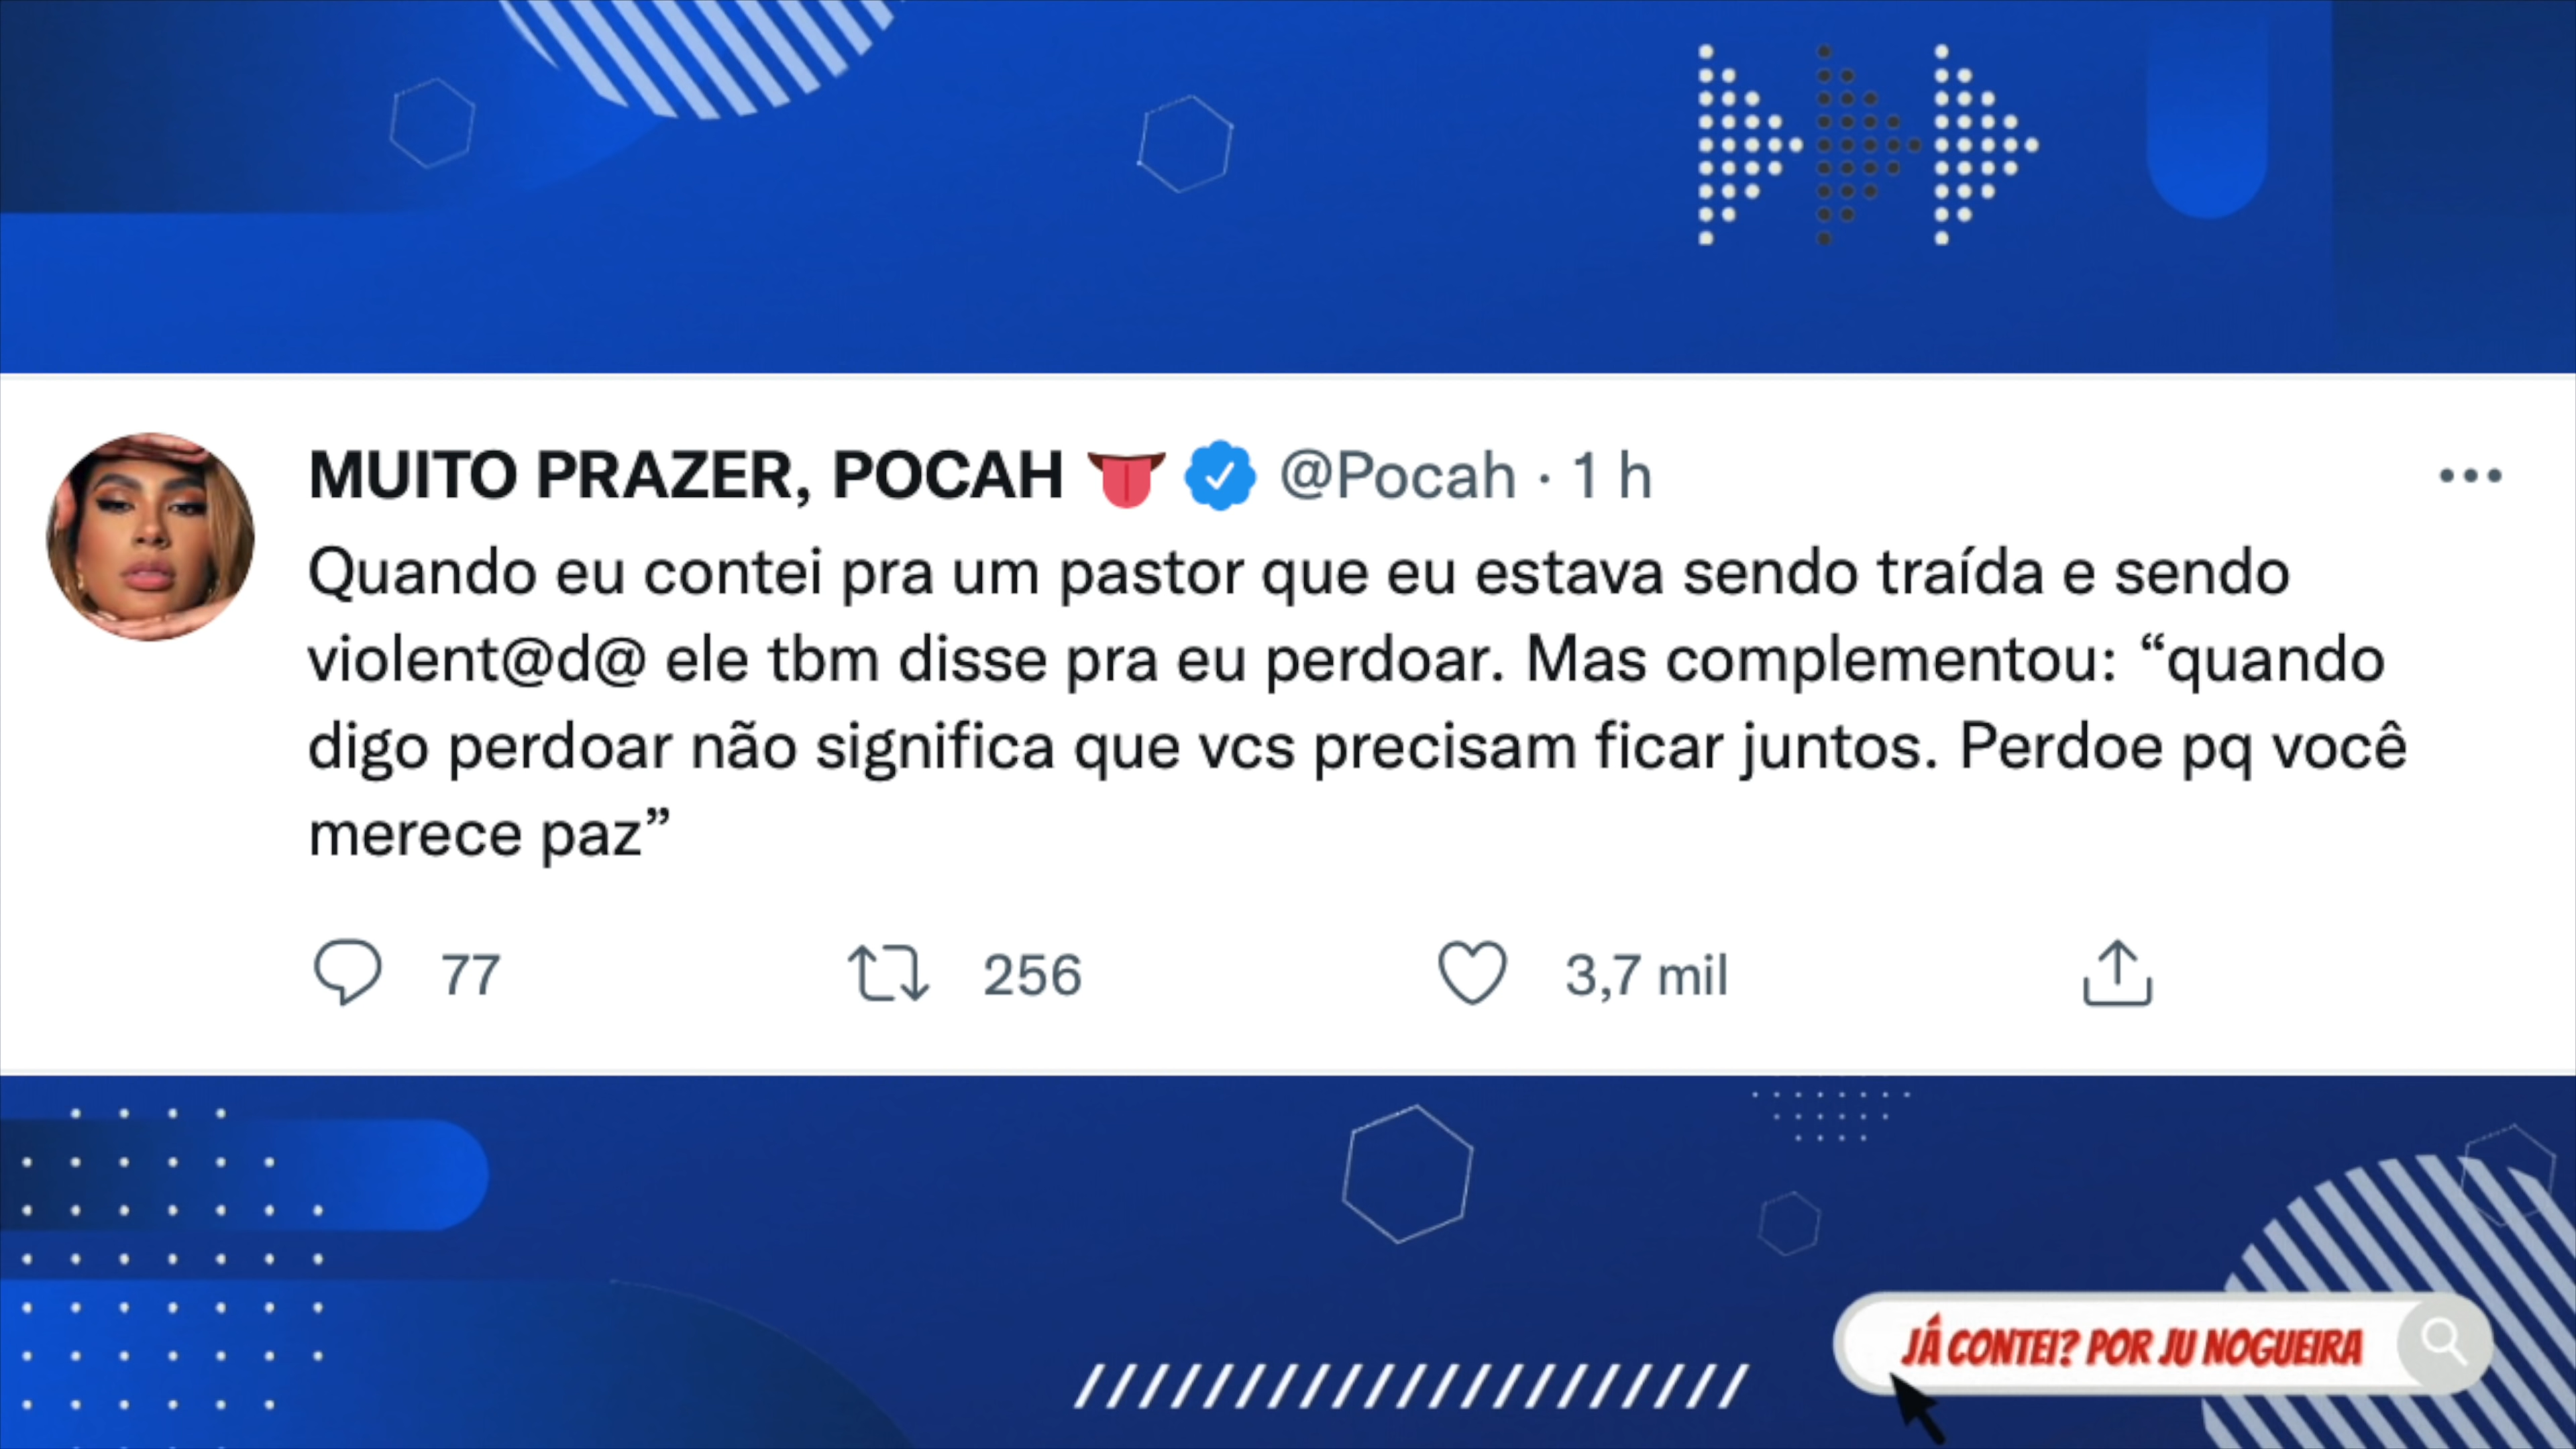 MUITO PRAZER, POCAH 👅 @Pocah · 1 h
Quando eu contei pra um pastor que eu estava sendo traída e sendo
violent@d@ ele tbm disse pra eu perdoar. Mas complementou: “quando
digo perdoar não significa que vcs precisam ficar juntos. Perdoe pq você
merece paz”
77 256 3,7 mil
JÁ CONTEI? POR JU NOGUEIRA